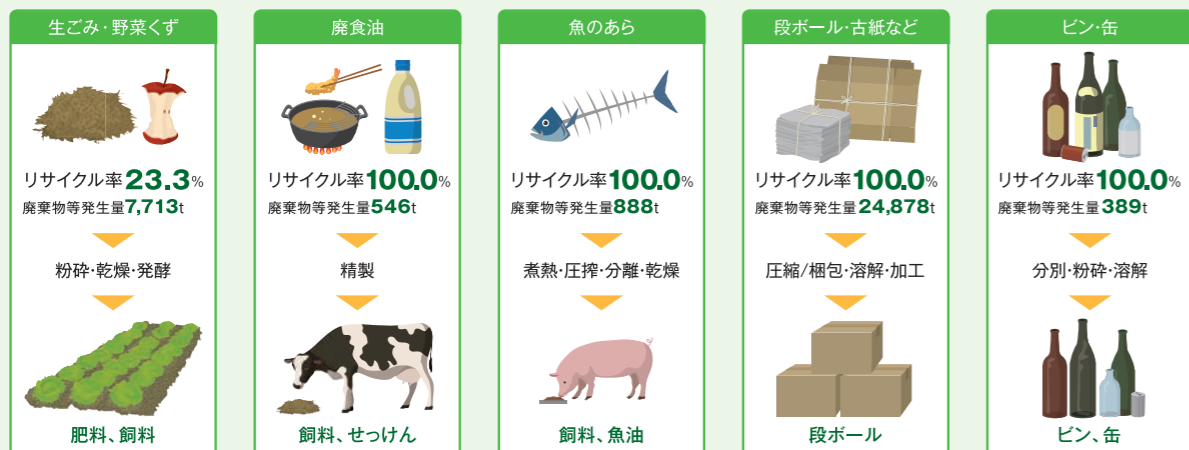 生ごみ・野菜くず
リサイクル率23.3%
廃棄物等発生量7,713t
粉砕・乾燥・発酵
肥料、飼料
廃食油
リサイクル率100.0%
廃棄物等発生量546t
精製
飼料、せっけん
魚のあら
リサイクル率100.0%
廃棄物等発生量888t
煮熱・圧搾・分離・乾燥
飼料、魚油
段ボール・古紙など
リサイクル率100.0%
廃棄物等発生量24,878t
圧縮/梱包・溶解・加工
段ボール
ビン・缶
リサイクル率100.0%
廃棄物等発生量389t
分別・粉砕・溶解
ビン、缶